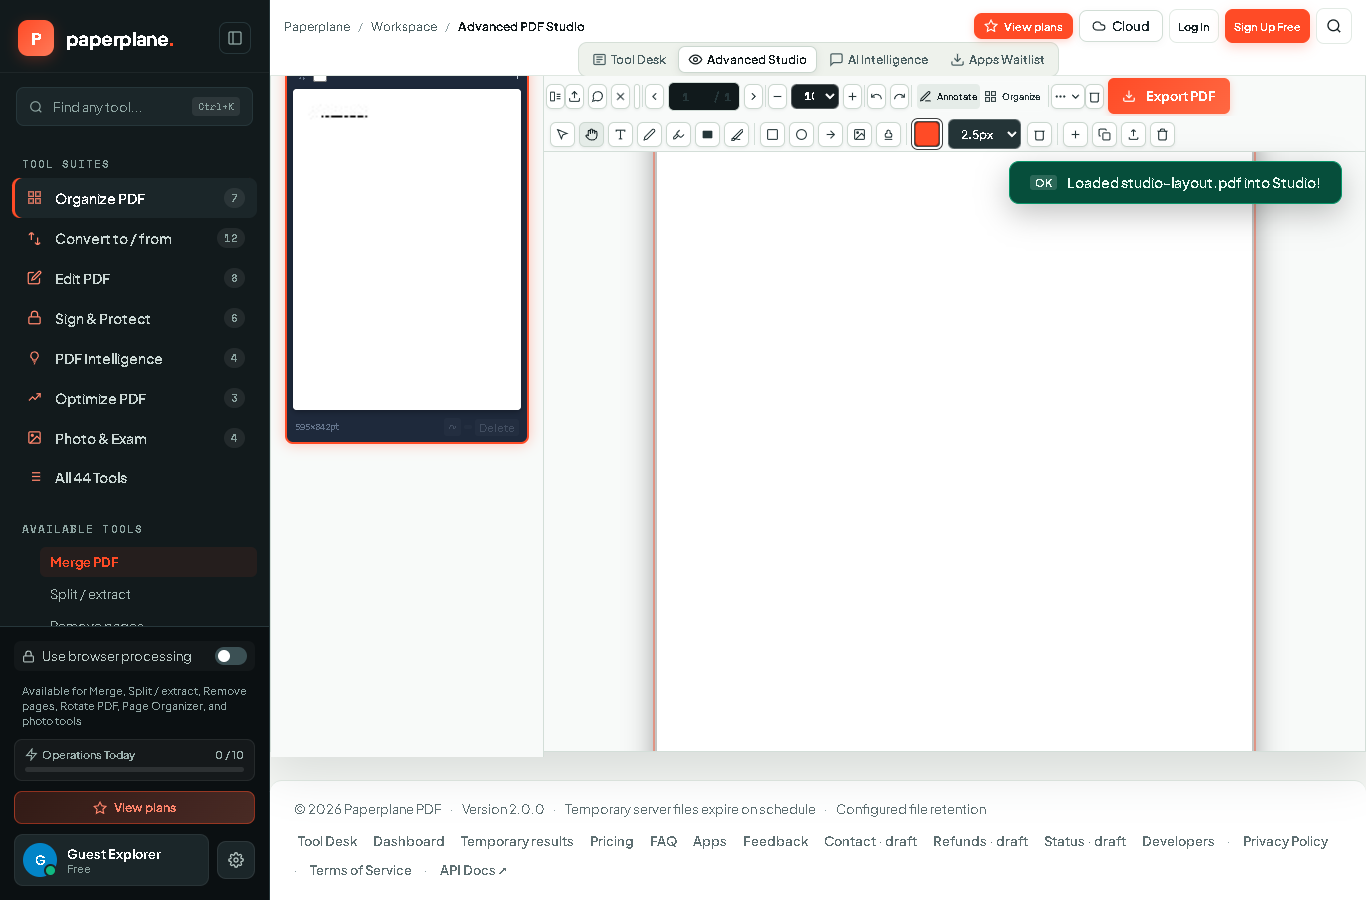 P paperplane.
Find any tool... Ctrl+K
TOOL SUITES
Organize PDF 7
Convert to / from 12
Edit PDF 8
Sign & Protect 6
PDF Intelligence 4
Optimize PDF 3
Photo & Exam 4
All 44 Tools
AVAILABLE TOOLS
Merge PDF
Split / extract
Remove pages
Use browser processing
Available for Merge, Split / extract, Remove
pages, Rotate PDF, Page Organizer, and
photo tools
Operations Today 0 / 10
View plans
G Guest Explorer
Free
Paperplane / Workspace / Advanced PDF Studio
View plans Cloud Log In Sign Up Free
Tool Desk Advanced Studio AI Intelligence Apps Waitlist
1 / 1 Annotate Organize Export PDF
2.5px
OK Loaded studio-layout.pdf into Studio!
595×842pt Delete
© 2026 Paperplane PDF · Version 2.0.0 · Temporary server files expire on schedule · Configured file retention
Tool Desk Dashboard Temporary results Pricing FAQ Apps Feedback Contact · draft Refunds · draft Status · draft Developers · Privacy Policy
· Terms of Service · API Docs ↗